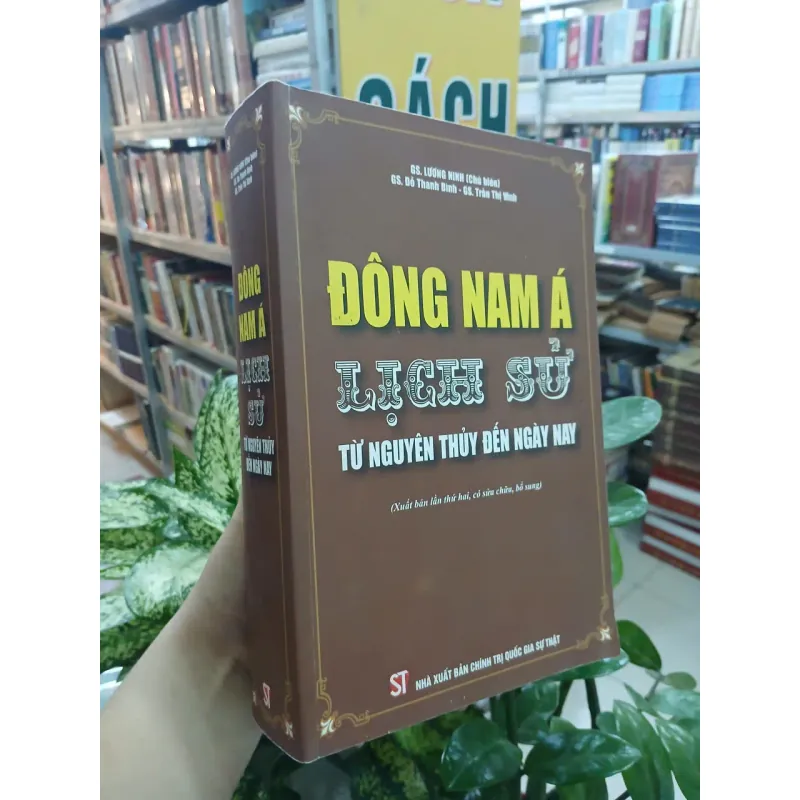 SÁCH
GS. LƯƠNG NINH (Chủ biên)
GS. Đỗ Thanh Bình - GS. Trần Thị Vinh
ĐÔNG NAM Á
LỊCH SỬ
TỪ NGUYÊN THỦY ĐẾN NGÀY NAY
(Xuất bản lần thứ hai, có sửa chữa, bổ sung)
ST NHÀ XUẤT BẢN CHÍNH TRỊ QUỐC GIA SỰ THẬT
ĐÔNG
NAM Á
LỊCH
SỬ
TỪ NGUYÊN THỦY
ĐẾN NGÀY NAY
ST